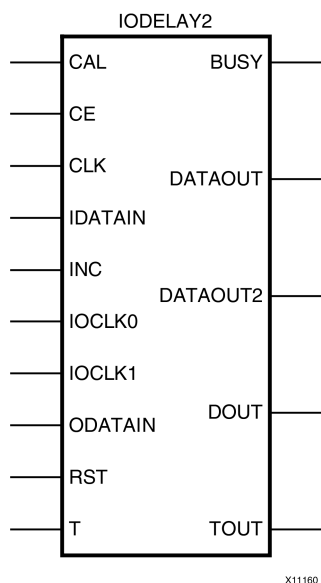 IODELAY2
CAL
BUSY
CE
CLK
DATAOUT
IDATAIN
INC
DATAOUT2
IOCLK0
IOCLK1
DOUT
ODATAIN
RST
T
TOUT
X11160